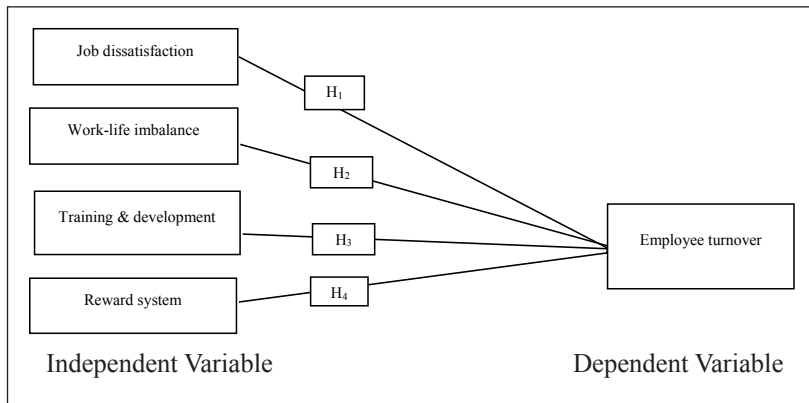 Job dissatisfaction
H₁
Work-life imbalance
H₂
Training & development
H₃
Employee turnover
Reward system
H₄
Independent Variable
Dependent Variable